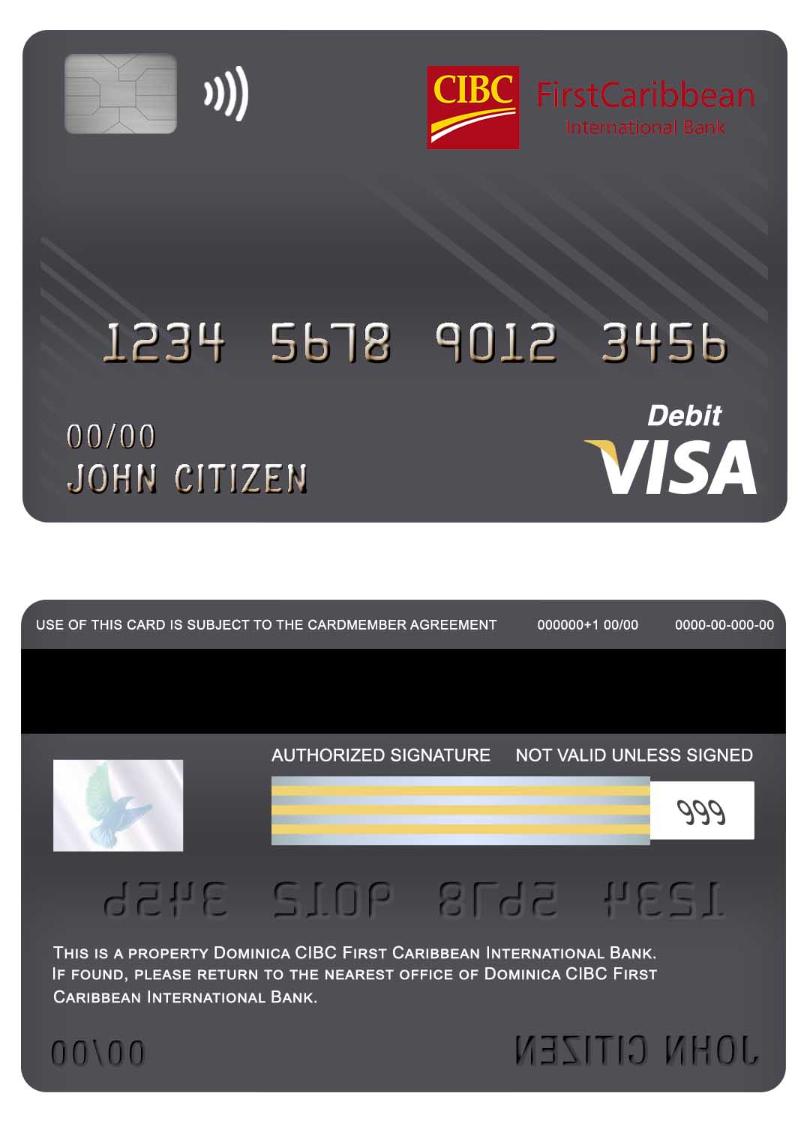 CIBC FirstCaribbean
International Bank
1234 5678 9012 3456
Debit
VISA
00/00
JOHN CITIZEN
USE OF THIS CARD IS SUBJECT TO THE CARDMEMBER AGREEMENT 000000+1 00/00 0000-00-000-00
AUTHORIZED SIGNATURE NOT VALID UNLESS SIGNED
999
1234 5678 9012 3456
THIS IS A PROPERTY DOMINICA CIBC FIRST CARIBBEAN INTERNATIONAL BANK.
IF FOUND, PLEASE RETURN TO THE NEAREST OFFICE OF DOMINICA CIBC FIRST
CARIBBEAN INTERNATIONAL BANK.
00/00 JOHN CITIZEN